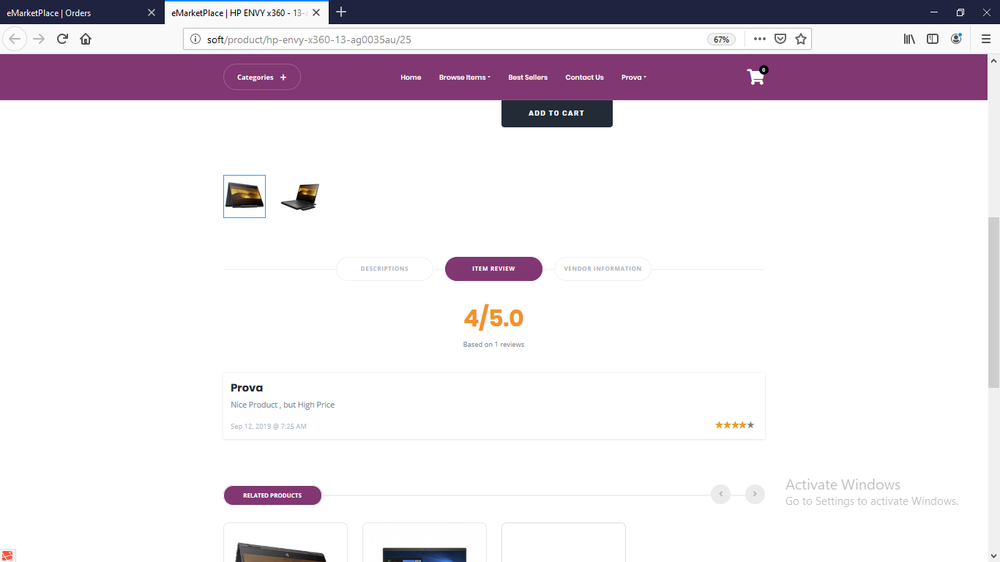 eMarketPlace | Orders
eMarketPlace | HP ENVY x360 - 13-a
soft/product/hp-envy-x360-13-ag0035au/25
67%
Categories +
Home
Browse Items
Best Sellers
Contact Us
Prova
0
ADD TO CART
DESCRIPTIONS
ITEM REVIEW
VENDOR INFORMATION
4/5.0
Based on 1 reviews
Prova
Nice Product , but High Price
Sep 12, 2019 @ 7:25 AM
RELATED PRODUCTS
Activate Windows
Go to Settings to activate Windows.